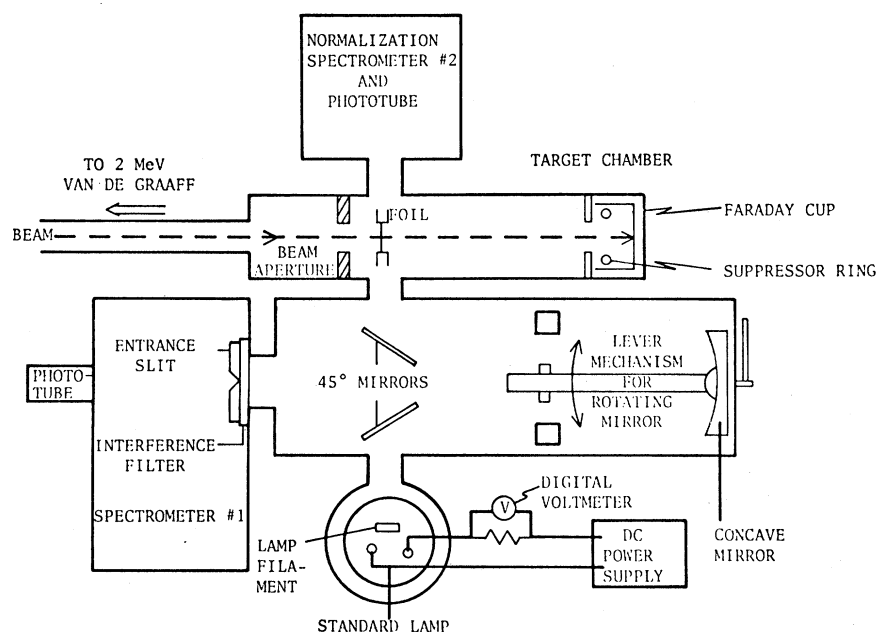 NORMALIZATION
SPECTROMETER #2
AND
PHOTOTUBE
TO 2 MeV
VAN DE GRAAFF
TARGET CHAMBER
BEAM
FOIL
BEAM
APERTURE
FARADAY CUP
SUPPRESSOR RING
ENTRANCE
SLIT
PHOTO-
TUBE
45° MIRRORS
LEVER
MECHANISM
FOR
ROTATING
MIRROR
INTERFERENCE
FILTER
SPECTROMETER #1
DIGITAL
VOLTMETER
V
LAMP
FILA-
MENT
DC
POWER
SUPPLY
CONCAVE
MIRROR
STANDARD LAMP